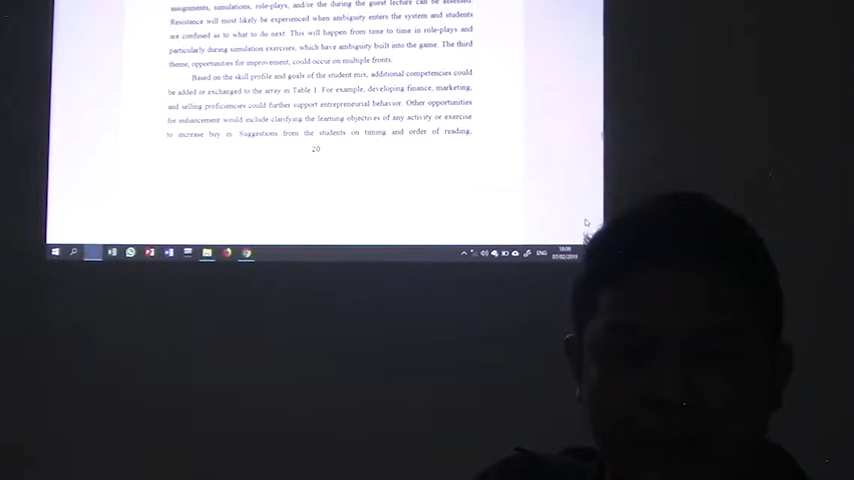 assignments, simulations, role-plays, and/or the during the guest lecture can be assessed.
Resistance will most likely be experienced when ambiguity enters the system and students
are confused as to what to do next. This will happen from time to time in role-plays and
particularly during simulation exercises, which have ambiguity built into the game. The third
theme, opportunities for improvement, could occur on multiple fronts.
Based on the skill profile and goals of the student mix, additional competencies could
be added or exchanged to the array in Table 1. For example, developing finance, marketing,
and selling proficiencies could further support entrepreneurial behavior. Other opportunities
for enhancement would include clarifying the learning objectives of any activity or exercise
to increase buy in. Suggestions from the students on timing and order of reading,
20
ENG
07/02/2019